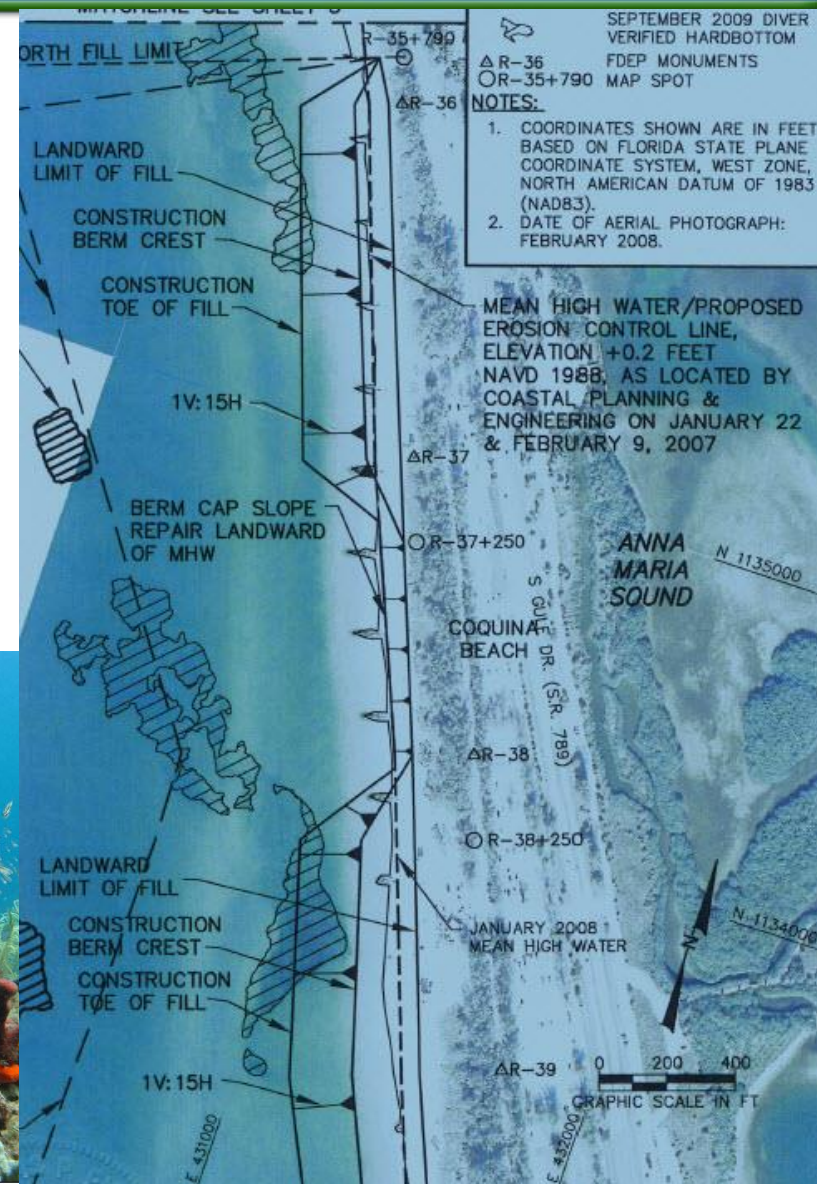 MATCHLINE SEE SHEET
NORTH FILL LIMIT
R-35+790
R-36
SEPTEMBER 2009 DIVER
VERIFIED HARDBOTTOM
R-36 FDEP MONUMENTS
R-35+790 MAP SPOT
NOTES:
1. COORDINATES SHOWN ARE IN FEET
BASED ON FLORIDA STATE PLANE
COORDINATE SYSTEM, WEST ZONE,
NORTH AMERICAN DATUM OF 1983
(NAD83).
2. DATE OF AERIAL PHOTOGRAPH:
FEBRUARY 2008.
LANDWARD
LIMIT OF FILL
CONSTRUCTION
BERM CREST
CONSTRUCTION
TOE OF FILL
1V:15H
MEAN HIGH WATER/PROPOSED
EROSION CONTROL LINE,
ELEVATION +0.2 FEET
NAVD 1988, AS LOCATED BY
COASTAL PLANNING &
ENGINEERING ON JANUARY 22
& FEBRUARY 9, 2007
R-37
BERM CAP SLOPE
REPAIR LANDWARD
OF MHW
R-37+250
ANNA
MARIA
SOUND
N 1135000
COQUINA
BEACH
S GULF DR. (S.R. 789)
R-38
R-38+250
LANDWARD
LIMIT OF FILL
CONSTRUCTION
BERM CREST
CONSTRUCTION
TOE OF FILL
1V:15H
JANUARY 2008
MEAN HIGH WATER
N
N 1134000
R-39
0 200 400
GRAPHIC SCALE IN FT
E 431000
E 432000